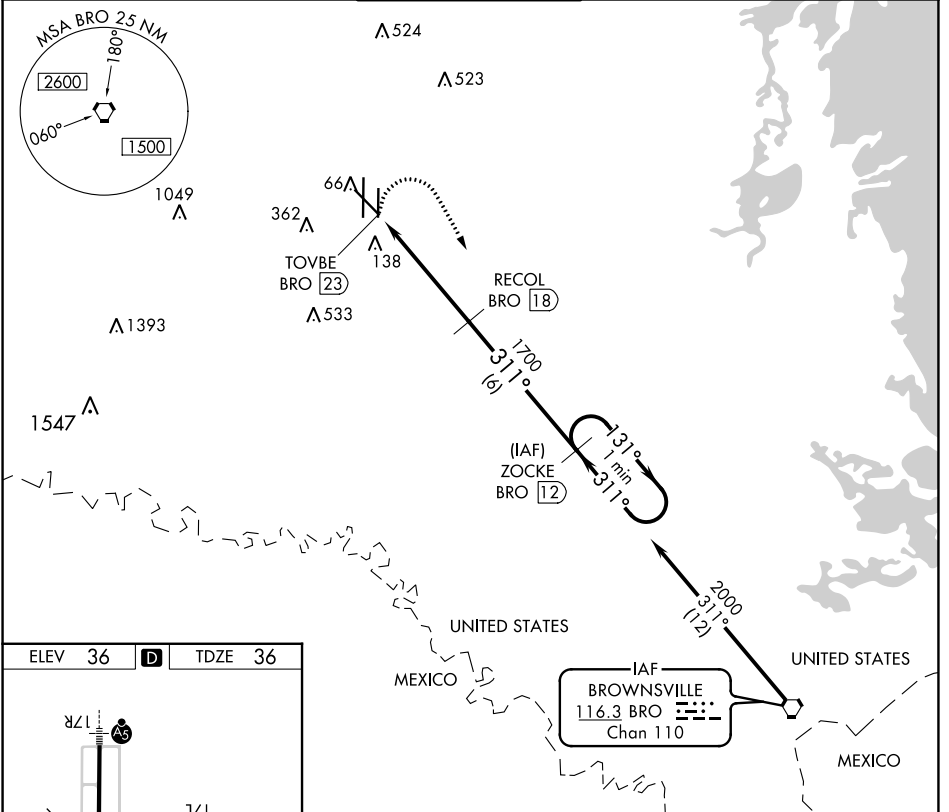 MSA BRO 25 NM
180°
2600
060°
1500
524
523
1049
66
362
138
TOVBE
BRO 23
533
1393
1547
RECOL
BRO 18
1700
311°
(6)
(IAF)
ZOCKE
BRO 12
131°
1 min
311°
2000
311°
(12)
UNITED STATES
MEXICO
UNITED STATES
MEXICO
IAF
BROWNSVILLE
116.3 BRO
Chan 110
ELEV 36 D TDZE 36
17R
A5